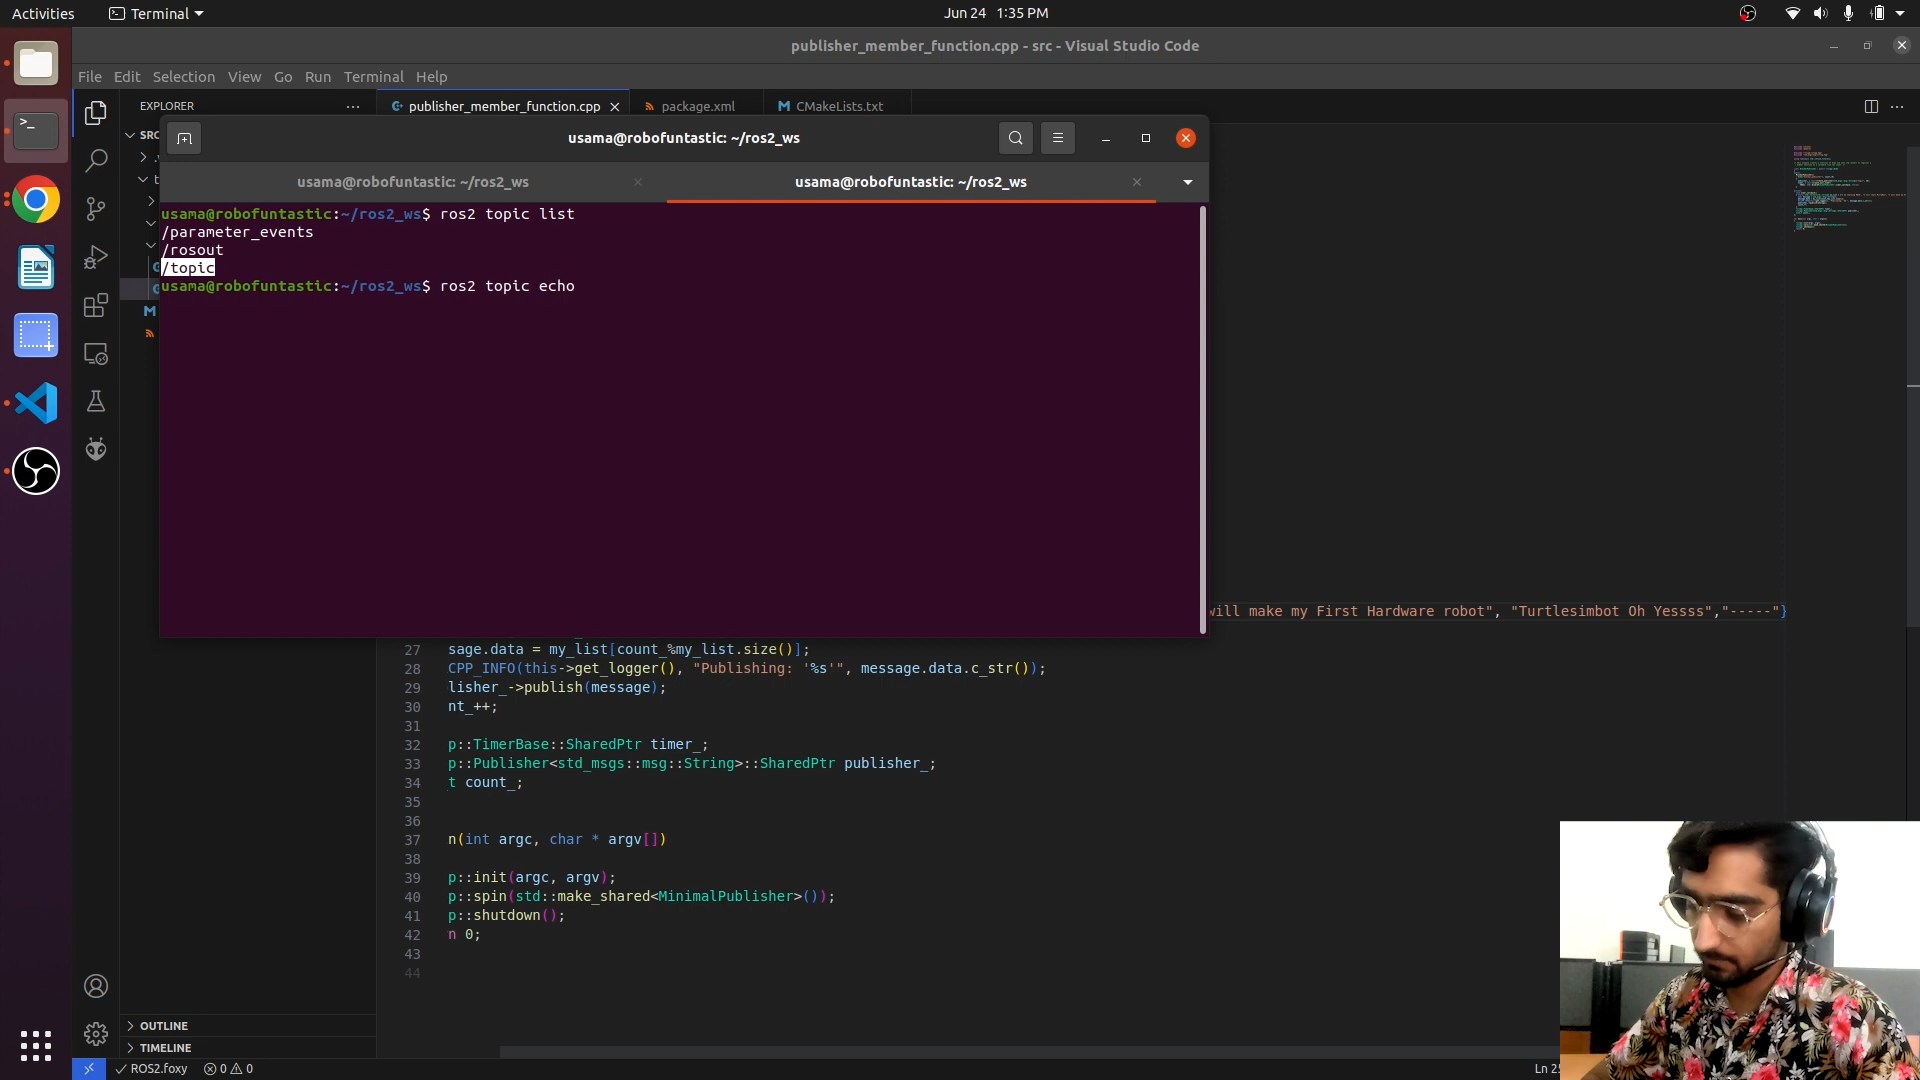 Activities
Terminal
Jun 24 1:35 PM
publisher_member_function.cpp - src - Visual Studio Code
File Edit Selection View Go Run Terminal Help
EXPLORER
publisher_member_function.cpp
package.xml
CMakeLists.txt
SRC
usama@robofuntastic: ~/ros2_ws
usama@robofuntastic: ~/ros2_ws
usama@robofuntastic: ~/ros2_ws
usama@robofuntastic:~/ros2_ws$ ros2 topic list
/parameter_events
/rosout
/topic
usama@robofuntastic:~/ros2_ws$ ros2 topic echo
will make my First Hardware robot", "Turtlesimbot Oh Yessss","-----"}
27 sage.data = my_list[count_%my_list.size()];
28 CPP_INFO(this->get_logger(), "Publishing: '%s'", message.data.c_str());
29 lisher_->publish(message);
30 nt_++;
31
32 p::TimerBase::SharedPtr timer_;
33 p::Publisher<std_msgs::msg::String>::SharedPtr publisher_;
34 t count_;
35
36
37 n(int argc, char * argv[])
38
39 p::init(argc, argv);
40 p::spin(std::make_shared<MinimalPublisher>());
41 p::shutdown();
42 n 0;
43
44
OUTLINE
TIMELINE
ROS2.foxy
0 0